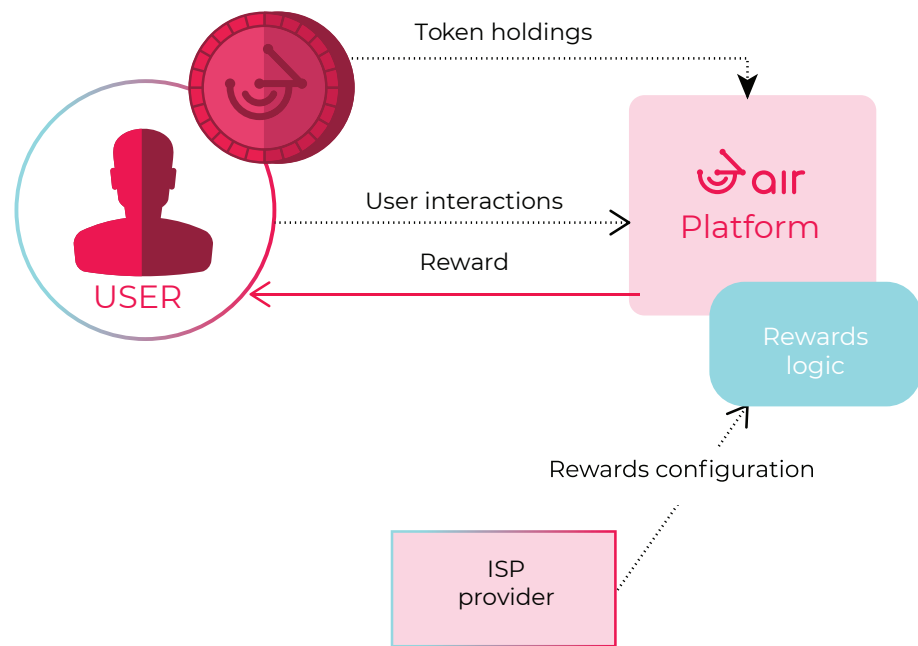 Token holdings
air
Platform
User interactions
Reward
USER
Rewards
logic
Rewards configuration
ISP
provider